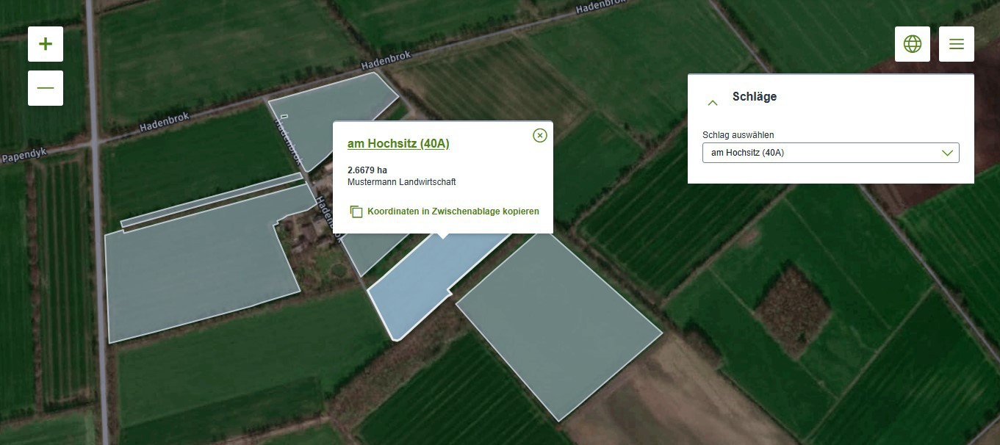 Hadenbrok
Hadenbrok
Hadenbrok
Papendyk
Hadenbrok
Hadenbrok
am Hochsitz (40A)
2.6679 ha
Mustermann Landwirtschaft
Koordinaten in Zwischenablage kopieren
Schläge
Schlag auswählen
am Hochsitz (40A)